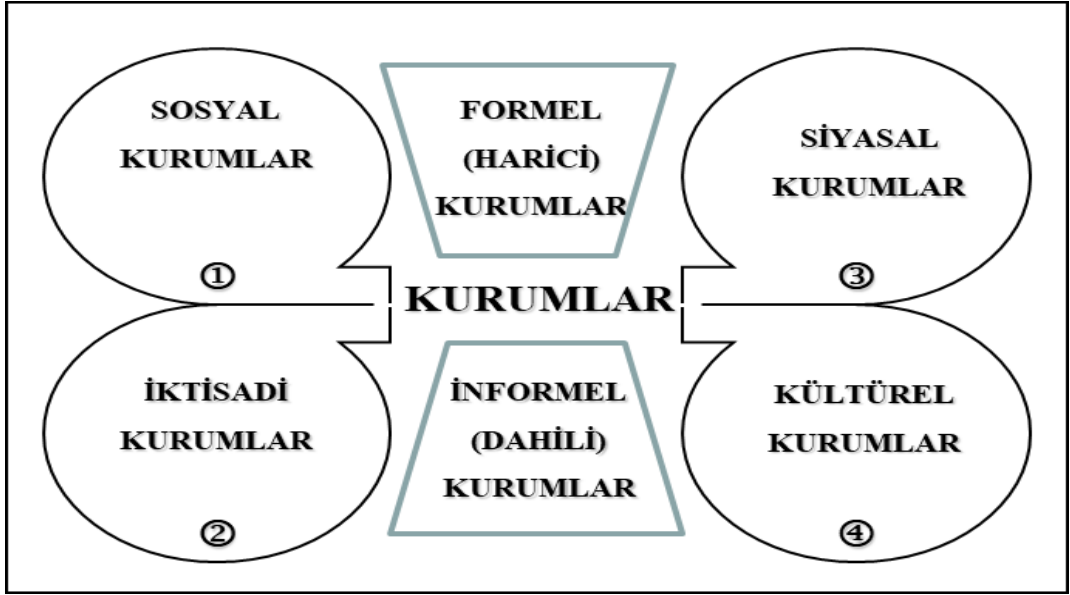 SOSYAL
KURUMLAR
①
FORMEL
(HARİCİ)
KURUMLAR
SİYASAL
KURUMLAR
③
KURUMLAR
İKTİSADİ
KURUMLAR
②
İNFORMEL
(DAHİLİ)
KURUMLAR
KÜLTÜREL
KURUMLAR
④